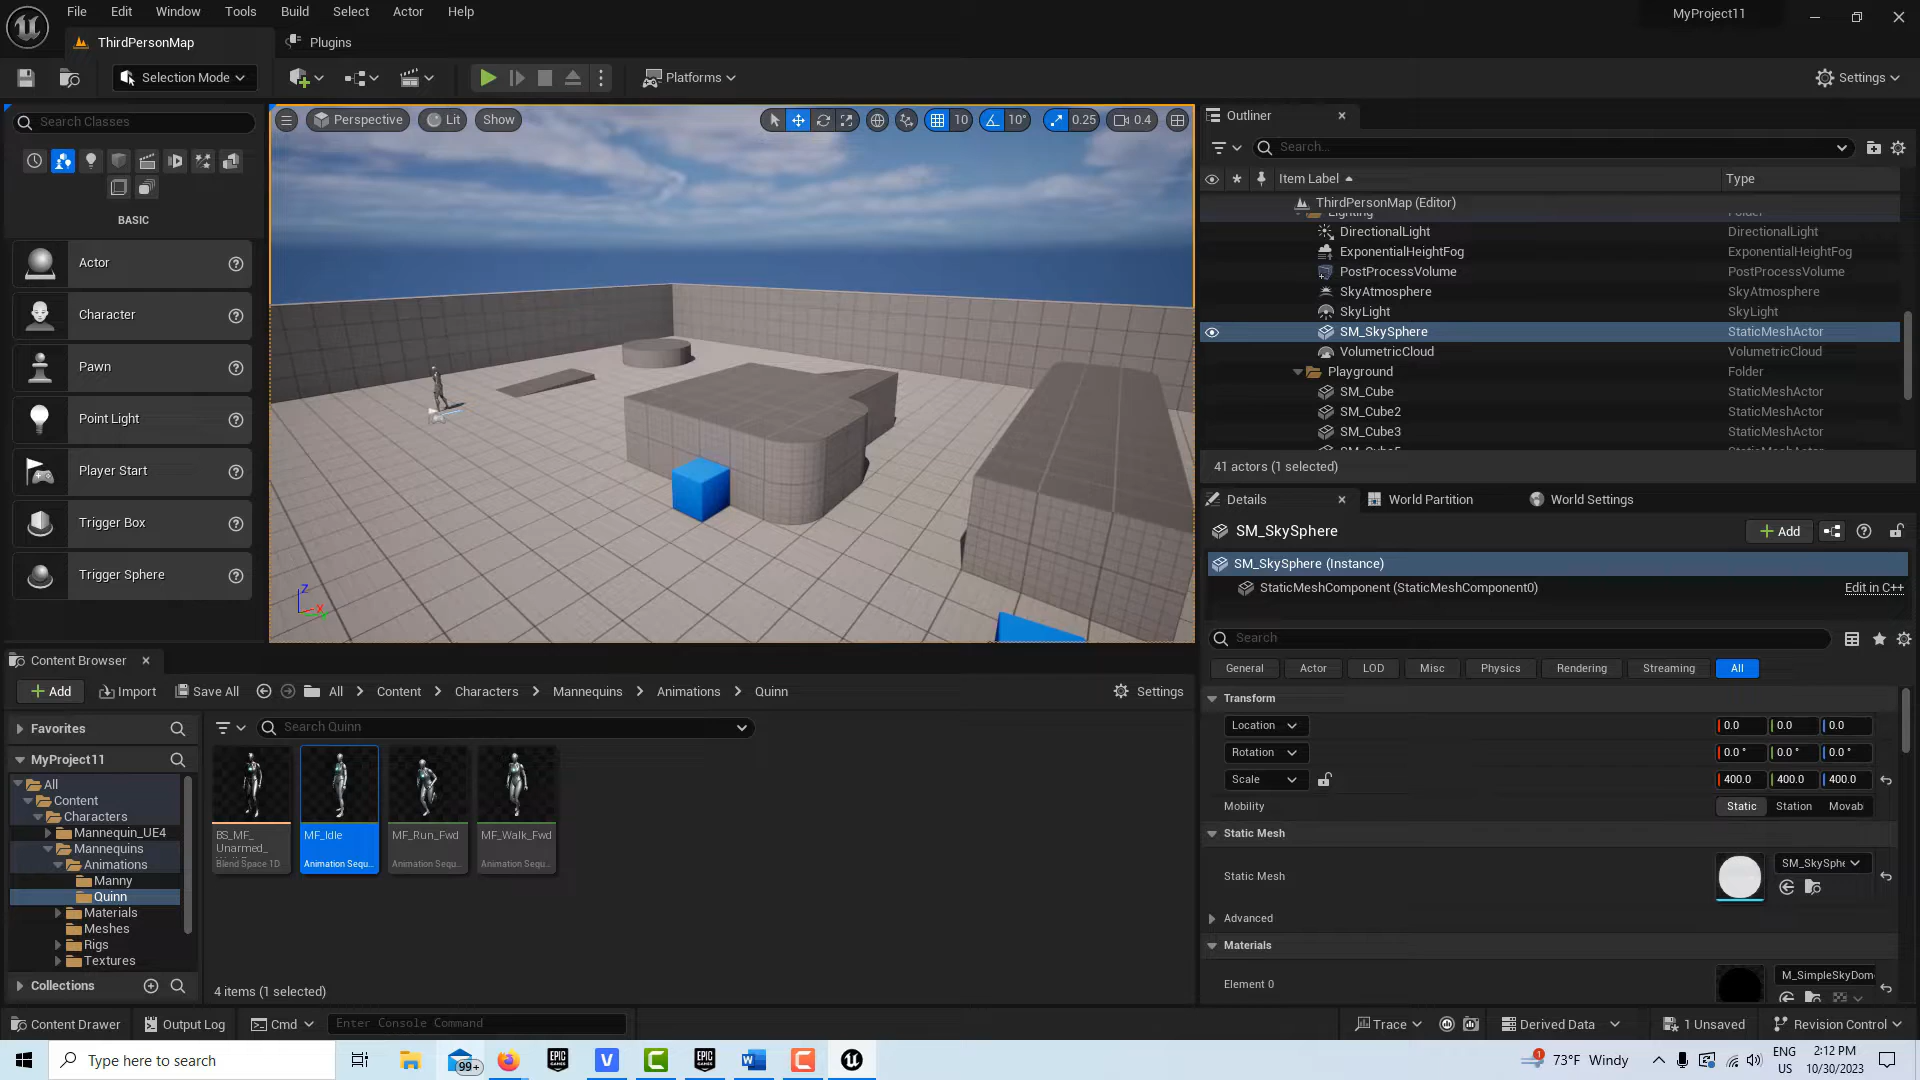 File Edit Window Tools Build Select Actor Help
MyProject11
ThirdPersonMap
Plugins
Selection Mode
Platforms
Settings
Search Classes
BASIC
Actor
Character
Pawn
Point Light
Player Start
Trigger Box
Trigger Sphere
Perspective
Lit
Show
10
10°
0.25
0.4
Z
X
Outliner
Search...
Item Label
Type
ThirdPersonMap (Editor)
Lighting
Folder
DirectionalLight
DirectionalLight
ExponentialHeightFog
ExponentialHeightFog
PostProcessVolume
PostProcessVolume
SkyAtmosphere
SkyAtmosphere
SkyLight
SkyLight
SM_SkySphere
StaticMeshActor
VolumetricCloud
VolumetricCloud
Playground
Folder
SM_Cube
StaticMeshActor
SM_Cube2
StaticMeshActor
SM_Cube3
StaticMeshActor
41 actors (1 selected)
Details
World Partition
World Settings
SM_SkySphere
Add
SM_SkySphere (Instance)
StaticMeshComponent (StaticMeshComponent0)
Edit in C++
Search
General
Actor
LOD
Misc
Physics
Rendering
Streaming
All
Transform
Location
0.0
0.0
0.0
Rotation
0.0 °
0.0 °
0.0 °
Scale
400.0
400.0
400.0
Mobility
Static
Station
Movab
Static Mesh
Static Mesh
SM_SkySphe
Advanced
Materials
Element 0
M_SimpleSkyDom
Content Browser
Add
Import
Save All
All
Content
Characters
Mannequins
Animations
Quinn
Settings
Favorites
MyProject11
All
Content
Characters
Mannequin_UE4
Mannequins
Animations
Manny
Quinn
Materials
Meshes
Rigs
Textures
Collections
Search Quinn
BS_MF_
Unarmed_
Blend Space 1D
MF_Idle
Animation Sequ...
MF_Run_Fwd
Animation Sequ...
MF_Walk_Fwd
Animation Sequ...
4 items (1 selected)
Content Drawer
Output Log
Cmd
Enter Console Command
Trace
Derived Data
1 Unsaved
Revision Control
Type here to search
99+
EPIC
GAMES
V
C
EPIC
GAMES
W
C
1
73°F Windy
ENG
US
2:12 PM
10/30/2023